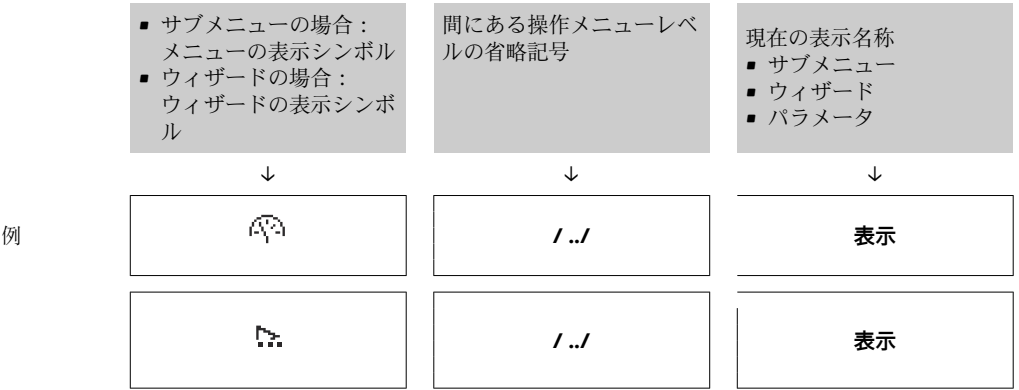 ▪ サブメニューの場合：
メニューの表示シンボル
▪ ウィザードの場合：
ウィザードの表示シンボ
ル
間にある操作メニューレベ
ルの省略記号
現在の表示名称
▪ サブメニュー
▪ ウィザード
▪ パラメータ
↓ ↓ ↓
例 / ../ 表示
/ ../ 表示